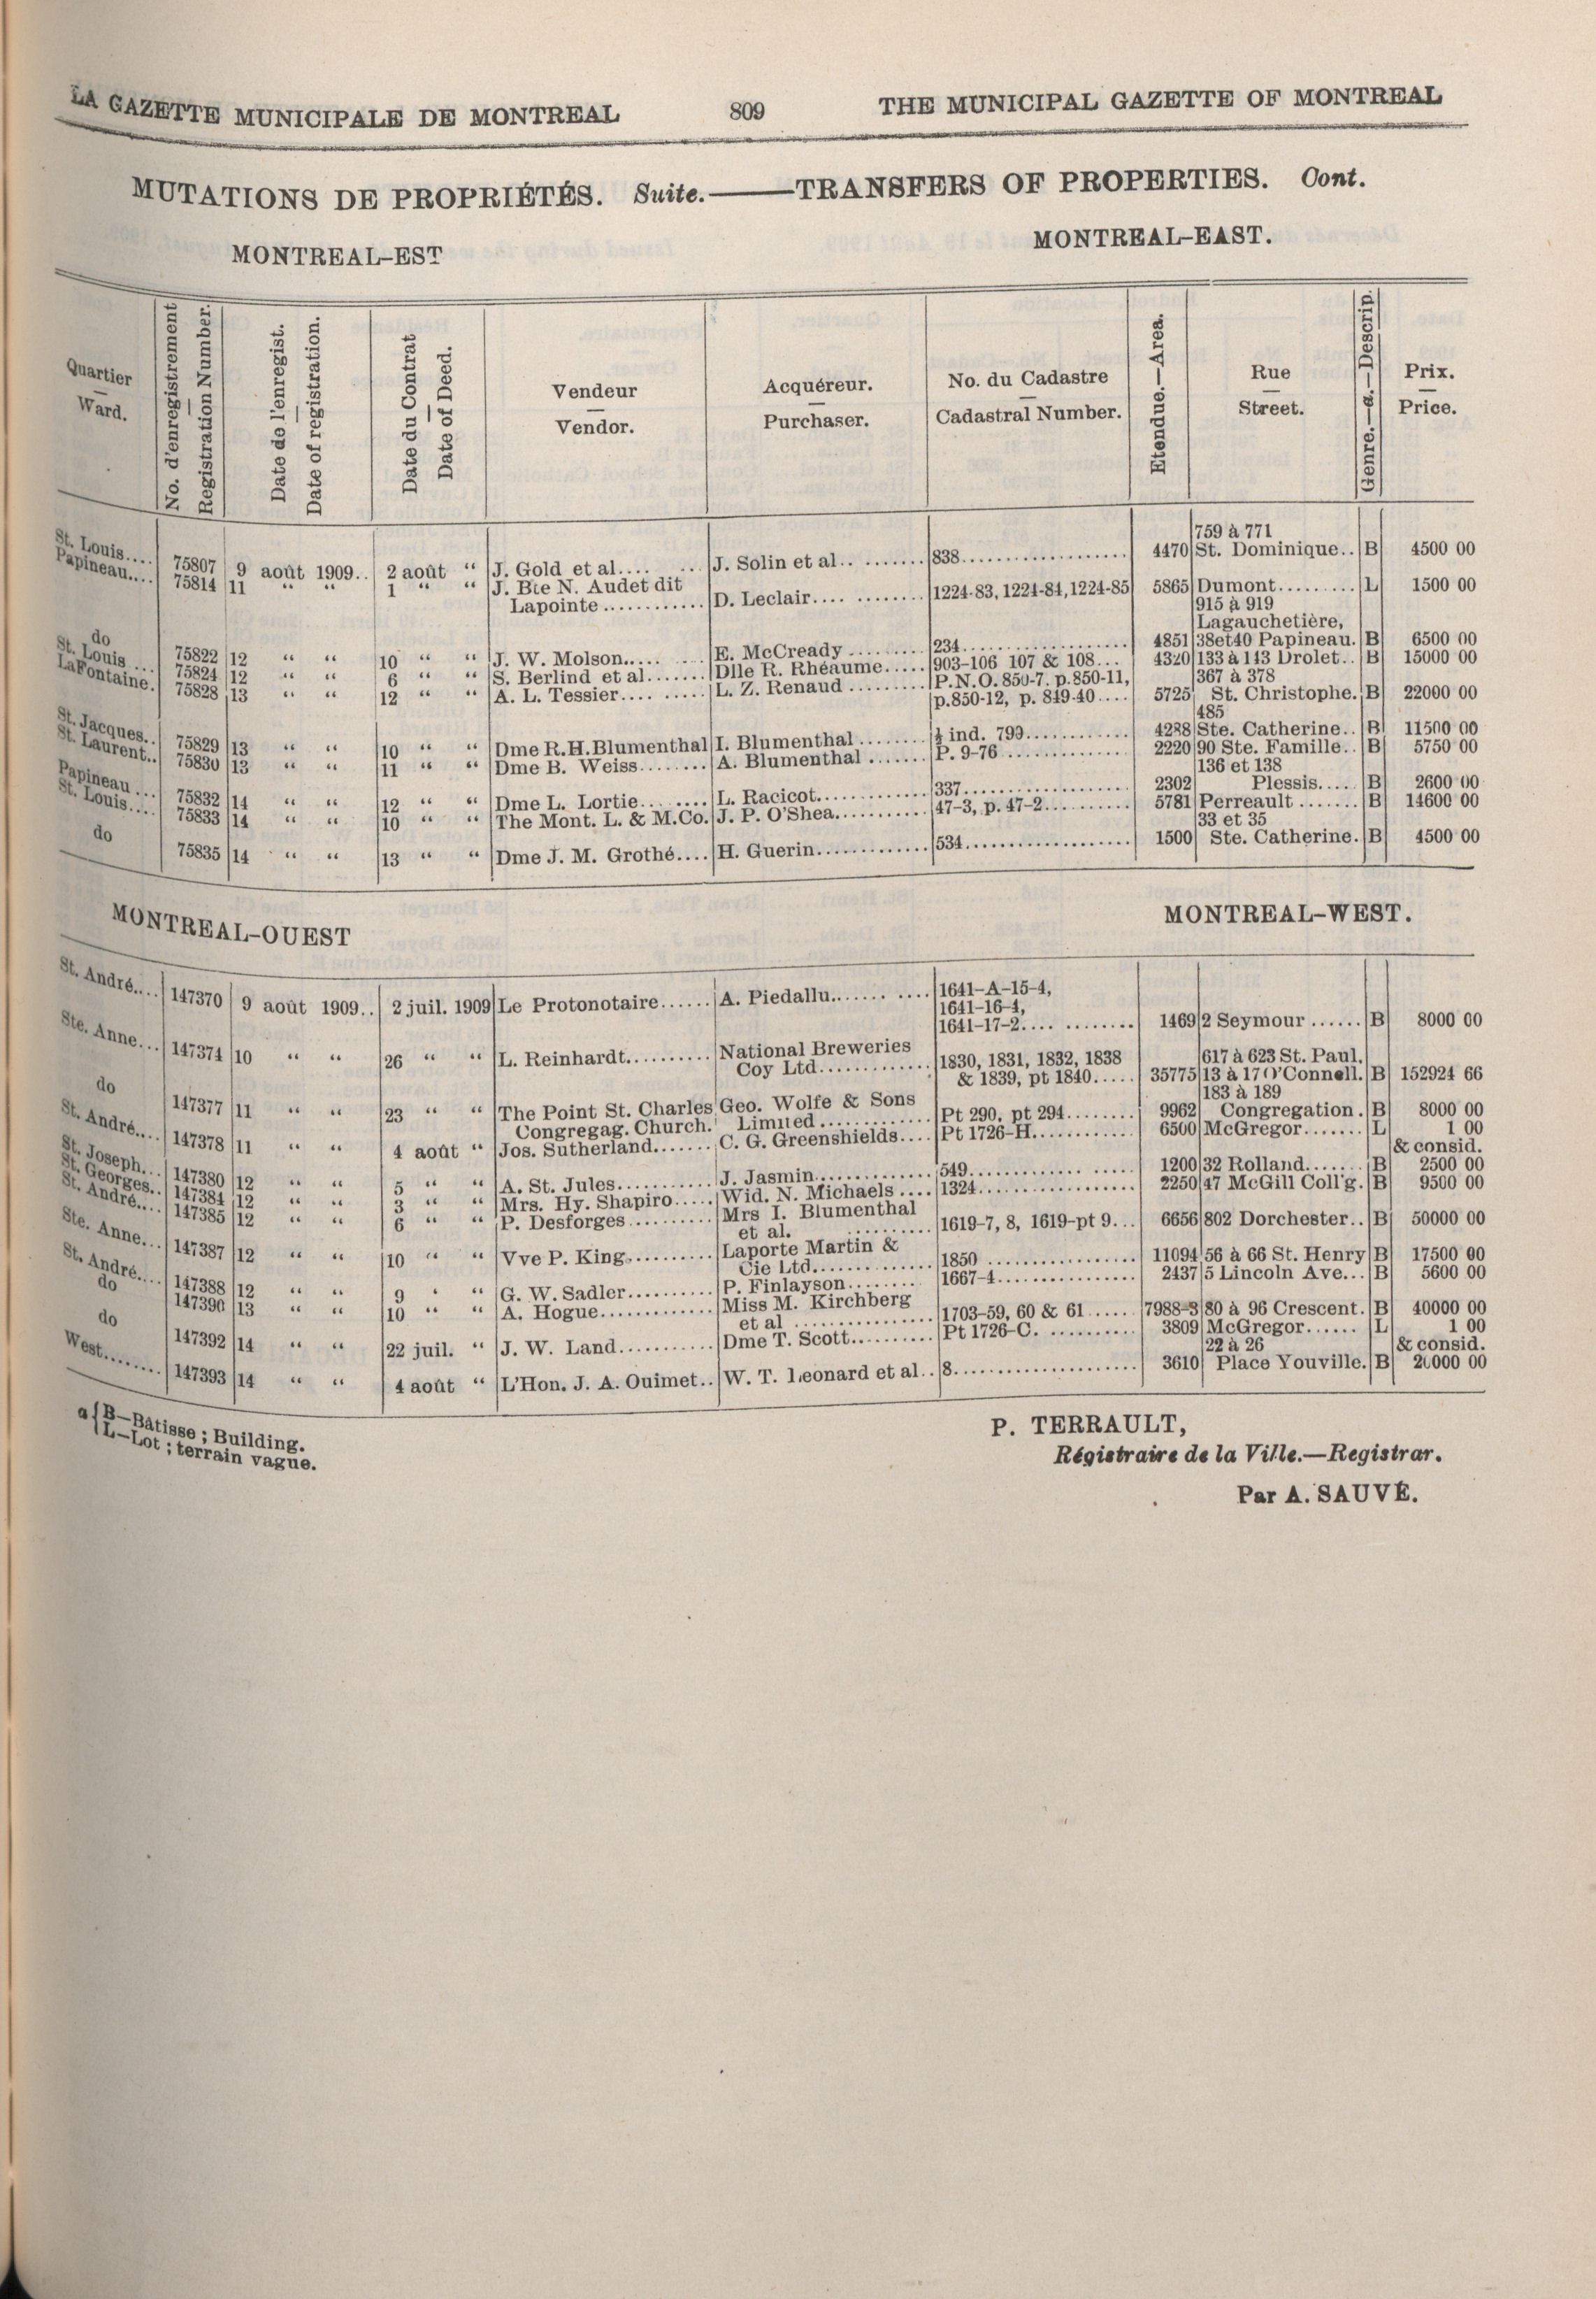 LA GAZETTE MUNICIPALE DE MONTREAL 809 THE MUNICIPAL GAZETTE OF MONTREAL
MUTATIONS DE PROPRIÉTÉS. Suite.——TRANSFERS OF PROPERTIES. Cont.
MONTREAL-EST MONTREAL-EAST.
Quartier — Ward.
No. d'enregistrement — Registration Number.
Date de l'enregist. — Date of registration.
Date du Contrat — Date of Deed.
Vendeur — Vendor.
Acquéreur. — Purchaser.
No. du Cadastre — Cadastral Number.
Etendue.—Area.
Rue — Street.
Genre.—a.—Descrip.
Prix. — Price.
759 à 771
St. Louis.... 75807 9 août 1909.. 2 août “ J. Gold et al.... .. J. Solin et al.. ........ 838................... 4470 St. Dominique.. B 4500 00
Papineau.... 75814 11 “ “ 1 “ “ J. Bte N. Audet dit
Lapointe ............ D. Leclair.... ......... 1224-83, 1224-84, 1224-85 5865 Dumont......... L 1500 00
915 à 919
Lagauchetière,
do 75822 12 “ “ 10 “ “ J. W. Molson..... .... E. McCready ......... 234.................... 4851 38et40 Papineau. B 6500 00
St. Louis ... 75824 12 “ “ 6 “ “ S. Berlind et al....... Dlle R. Rhéaume..... 903-106 107 & 108... 4320 133 à 143 Drolet.. B 15000 00
P.N.O. 850-7. p.850-11, 367 à 378
LaFontaine. 75828 13 “ “ 12 “ “ A. L. Tessier.... ..... L. Z. Renaud ......... p.850-12, p. 849-40.... 5725 St. Christophe. B 22000 00
485
St. Jacques.. 75829 13 “ “ 10 “ “ Dme R.H.Blumenthal I. Blumenthal ........ ½ ind. 799............ 4288 Ste. Catherine.. B 11500 00
St. Laurent.. 75830 13 “ “ 11 “ “ Dme B. Weiss........ A. Blumenthal ....... P. 9-76 .............. 2220 90 Ste. Famille.. B 5750 00
136 et 138
Papineau ... 75832 14 “ “ 12 “ “ Dme L. Lortie... ..... L. Racicot............. 337.................... 2302 Plessis..... B 2600 00
St. Louis.... 75833 14 “ “ 10 “ “ The Mont. L. & M.Co. J. P. O'Shea........... 47-3, p. 47-2.......... 5781 Perreault ....... B 14600 00
33 et 35
do 75835 14 “ “ 13 “ “ Dme J. M. Grothé.... H. Guerin............. 534................... 1500 Ste. Catherine. B 4500 00
MONTREAL-OUEST MONTREAL-WEST.
St. André.... 147370 9 août 1909.. 2 juil. 1909 Le Protonotaire...... A. Piedallu....... .... 1641-A-15-4,
1641-16-4,
1641-17-2.... ........ 1469 2 Seymour ...... B 8000 00
Ste. Anne... 147374 10 “ “ 26 “ “ L. Reinhardt.......... National Breweries 1830, 1831, 1832, 1838 617 à 623 St. Paul,
Coy Ltd............. & 1839, pt 1840..... 35775 13 à 17 O'Connell. B 152924 66
183 à 189
do 147377 11 “ “ 23 “ “ The Point St. Charles Geo. Wolfe & Sons
Congregag. Church. Limited............. Pt 290, pt 294........ 9962 Congregation . B 8000 00
St. André.... 147378 11 “ “ 4 août “ Jos. Sutherland....... C. G. Greenshields.... Pt 1726-H............ 6500 McGregor....... L 1 00
& consid.
St. Joseph... 147380 12 “ “ 5 “ “ A. St. Jules........... J. Jasmin............. 549............ ..... 1200 32 Rolland....... B 2500 00
St. Georges.. 147384 12 “ “ 3 “ “ Mrs. Hy. Shapiro..... Wid. N. Michaels .... 1324.................. 2250 47 McGill Coll'g. B 9500 00
St. André.... 147385 12 “ “ 6 “ “ P. Desforges .......... Mrs I. Blumenthal
et al. ......... 1619-7, 8, 1619-pt 9... 6656 802 Dorchester.. B 50000 00
Ste. Anne... 147387 12 “ “ 10 “ “ Vve P. King.......... Laporte Martin &
Cie Ltd............. 1850 ................. 11094 56 à 66 St. Henry B 17500 00
St. André.... 147388 12 “ “ 9 “ “ G. W. Sadler.......... P. Finlayson......... 1667-4................ 2437 5 Lincoln Ave... B 5600 00
do 147390 13 “ “ 10 “ “ A. Hogue............. Miss M. Kirchberg
et al ................ 1703-59, 60 & 61 ...... 7988-3 80 à 96 Crescent. B 40000 00
do 147392 14 “ “ 22 juil. “ J. W. Land........... Dme T. Scott.......... Pt 1726-C. .......... 3809 McGregor...... L 1 00
22 à 26 & consid.
West........ 147393 14 “ “ 4 août “ L'Hon. J. A. Ouimet.. W. T. Leonard et al.. 8..................... 3610 Place Youville. B 20000 00
a { B—Bâtisse ; Building.
L—Lot ; terrain vague.
P. TERRAULT,
Régistraire de la Ville.—Registrar.
Par A. SAUVÉ.